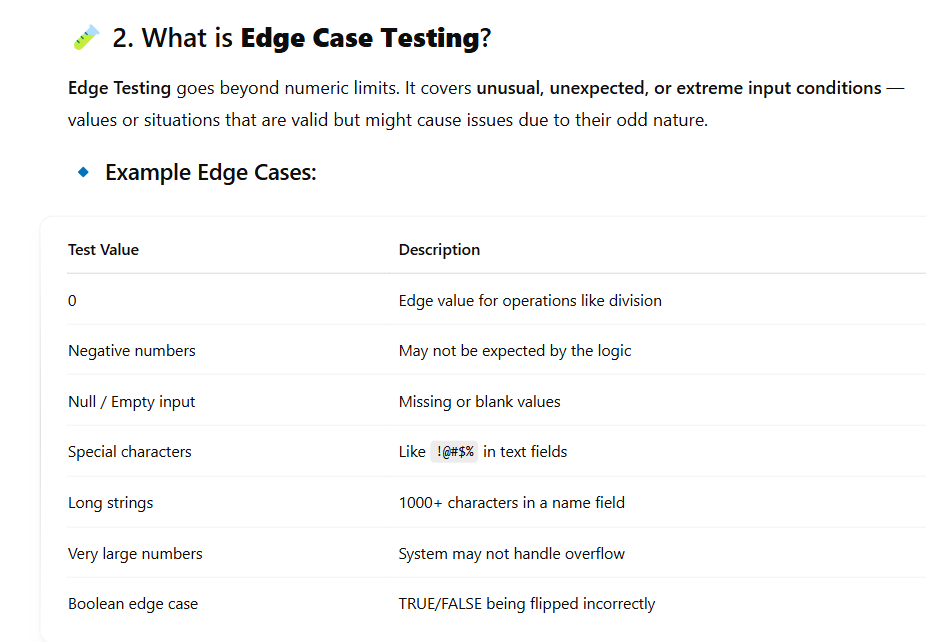 2. What is Edge Case Testing?
Edge Testing goes beyond numeric limits. It covers unusual, unexpected, or extreme input conditions —
values or situations that are valid but might cause issues due to their odd nature.
Example Edge Cases:
Test Value Description
0 Edge value for operations like division
Negative numbers May not be expected by the logic
Null / Empty input Missing or blank values
Special characters Like !@#$% in text fields
Long strings 1000+ characters in a name field
Very large numbers System may not handle overflow
Boolean edge case TRUE/FALSE being flipped incorrectly